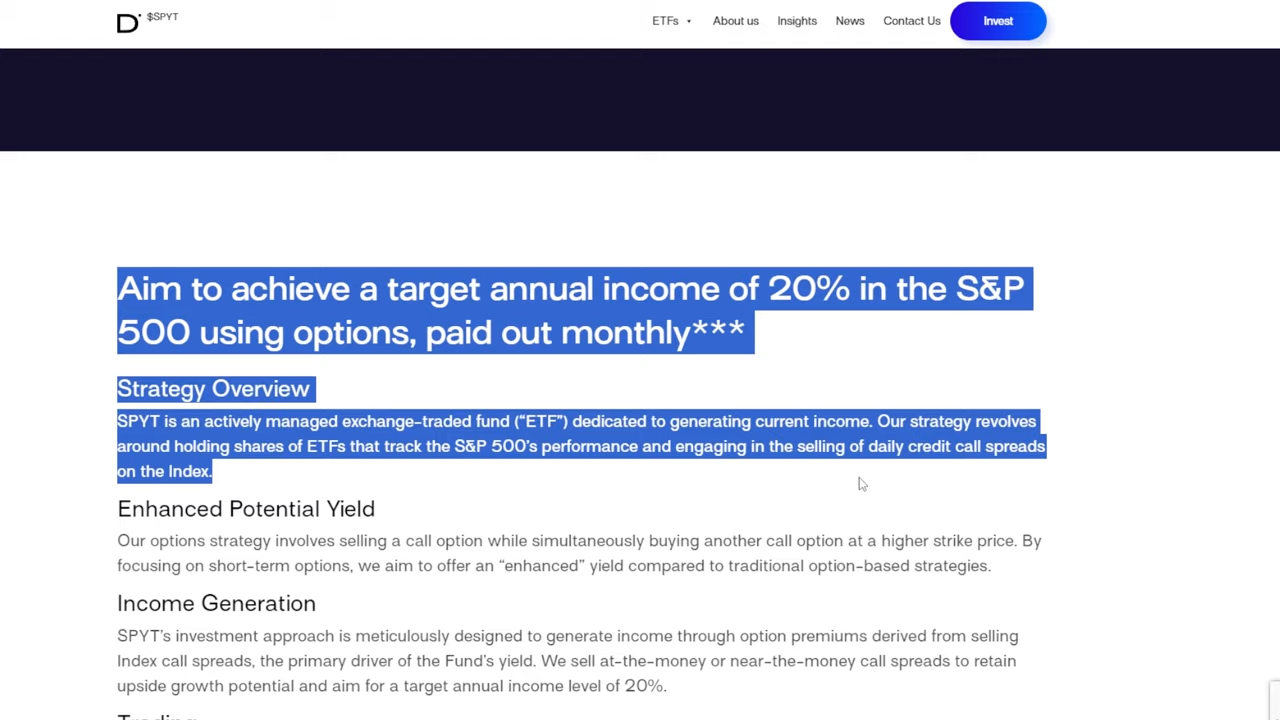 D $SPYT
ETFs About us Insights News Contact Us Invest
Aim to achieve a target annual income of 20% in the S&P
500 using options, paid out monthly***
Strategy Overview
SPYT is an actively managed exchange-traded fund (“ETF”) dedicated to generating current income. Our strategy revolves
around holding shares of ETFs that track the S&P 500’s performance and engaging in the selling of daily credit call spreads
on the Index.
Enhanced Potential Yield
Our options strategy involves selling a call option while simultaneously buying another call option at a higher strike price. By
focusing on short-term options, we aim to offer an “enhanced” yield compared to traditional option-based strategies.
Income Generation
SPYT’s investment approach is meticulously designed to generate income through option premiums derived from selling
Index call spreads, the primary driver of the Fund’s yield. We sell at-the-money or near-the-money call spreads to retain
upside growth potential and aim for a target annual income level of 20%.
Trading